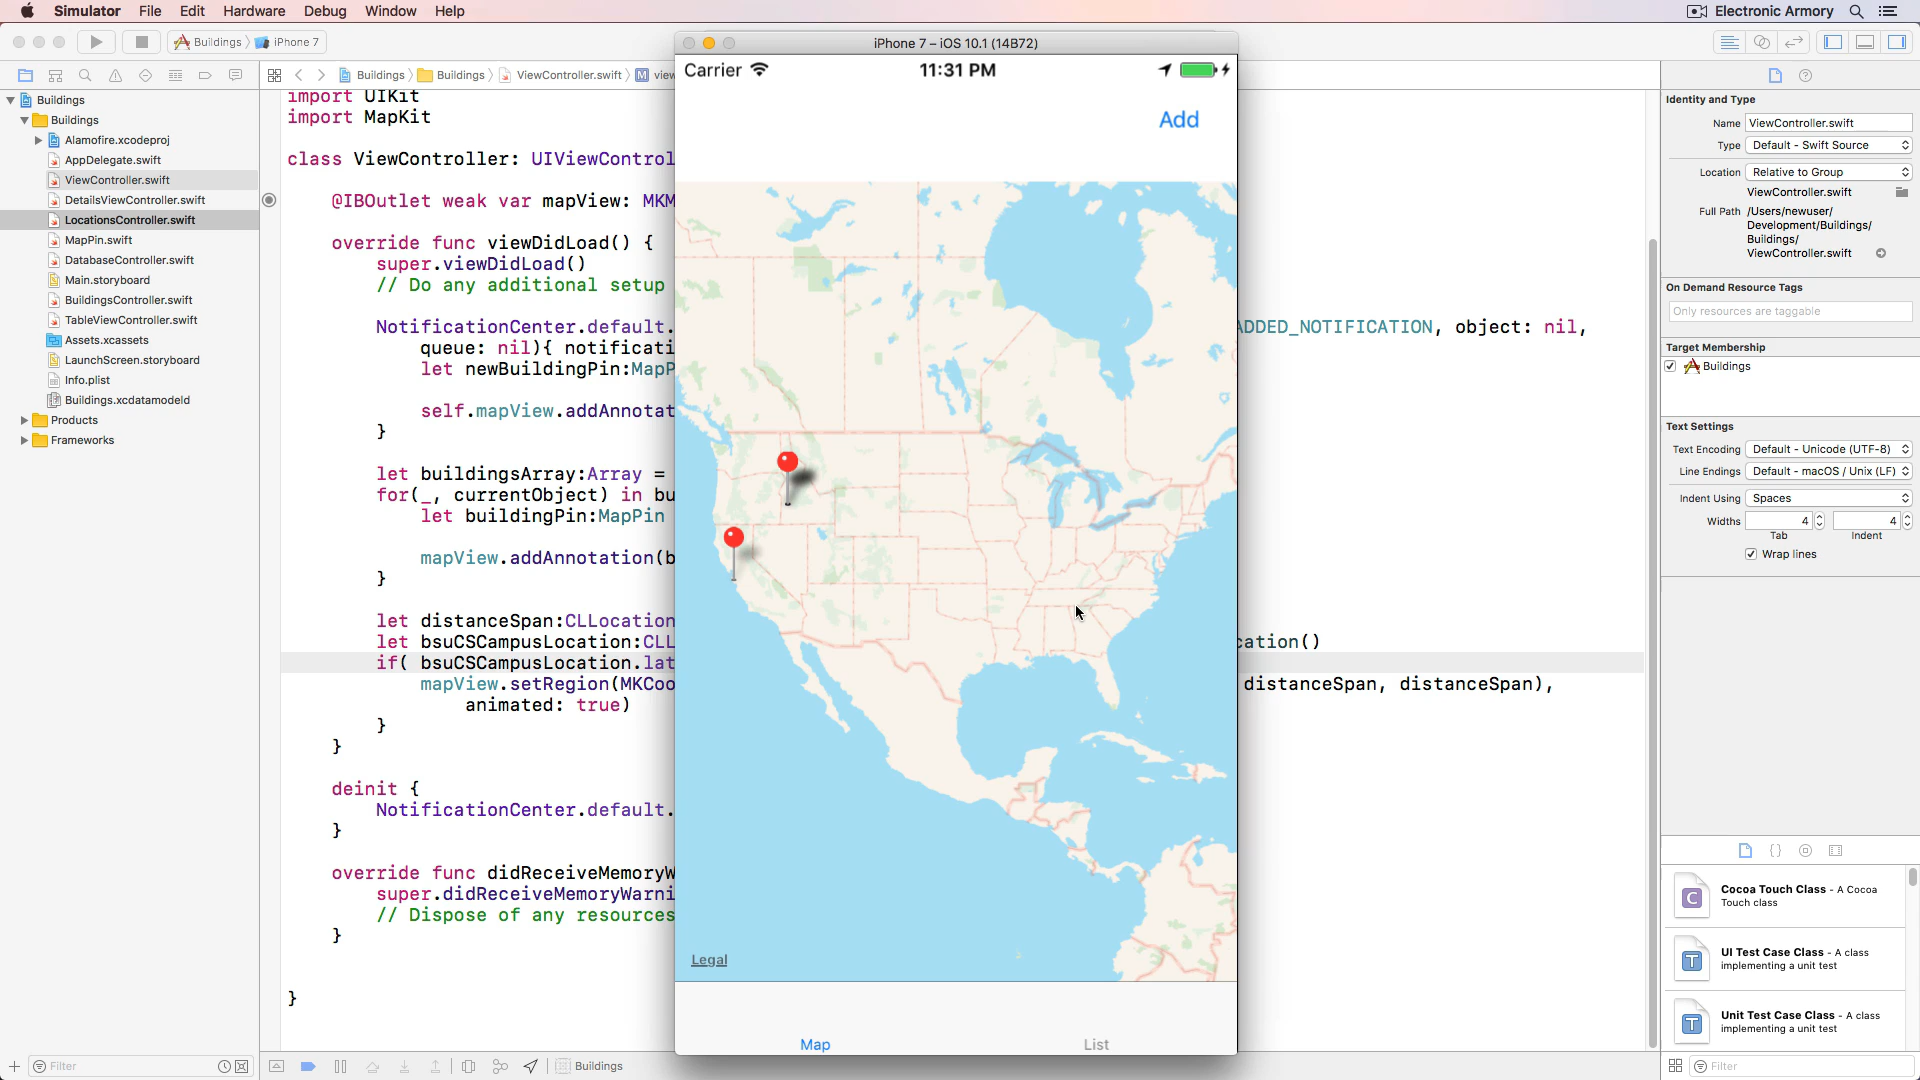 Simulator File Edit Hardware Debug Window Help
Electronic Armory
Buildings iPhone 7
Buildings Buildings ViewController.swift M view
Buildings
Buildings
Alamofire.xcodeproj
AppDelegate.swift
ViewController.swift
DetailsViewController.swift
LocationsController.swift
MapPin.swift
DatabaseController.swift
Main.storyboard
BuildingsController.swift
TableViewController.swift
Assets.xcassets
LaunchScreen.storyboard
Info.plist
Buildings.xcdatamodeld
Products
Frameworks
Filter
import UIKit
import MapKit
class ViewController: UIViewControl
@IBOutlet weak var mapView: MKM
override func viewDidLoad() {
super.viewDidLoad()
// Do any additional setup
NotificationCenter.default. ADDED_NOTIFICATION, object: nil,
queue: nil){ notificati
let newBuildingPin:MapP
self.mapView.addAnnotat
}
let buildingsArray:Array =
for(_, currentObject) in bu
let buildingPin:MapPin
mapView.addAnnotation(b
}
let distanceSpan:CLLocation
let bsuCSCampusLocation:CLL cation()
if( bsuCSCampusLocation.lat
mapView.setRegion(MKCoo distanceSpan, distanceSpan),
animated: true)
}
}
deinit {
NotificationCenter.default.
}
override func didReceiveMemoryW
super.didReceiveMemoryWarni
// Dispose of any resources
}
}
Buildings
iPhone 7 – iOS 10.1 (14B72)
Carrier 11:31 PM
Add
Legal
Map List
Identity and Type
Name ViewController.swift
Type Default - Swift Source
Location Relative to Group
ViewController.swift
Full Path /Users/newuser/
Development/Buildings/
Buildings/
ViewController.swift
On Demand Resource Tags
Only resources are taggable
Target Membership
Buildings
Text Settings
Text Encoding Default - Unicode (UTF-8)
Line Endings Default - macOS / Unix (LF)
Indent Using Spaces
Widths 4 4
Tab Indent
Wrap lines
C Cocoa Touch Class - A Cocoa
Touch class
T UI Test Case Class - A class
implementing a unit test
T Unit Test Case Class - A class
implementing a unit test
Filter